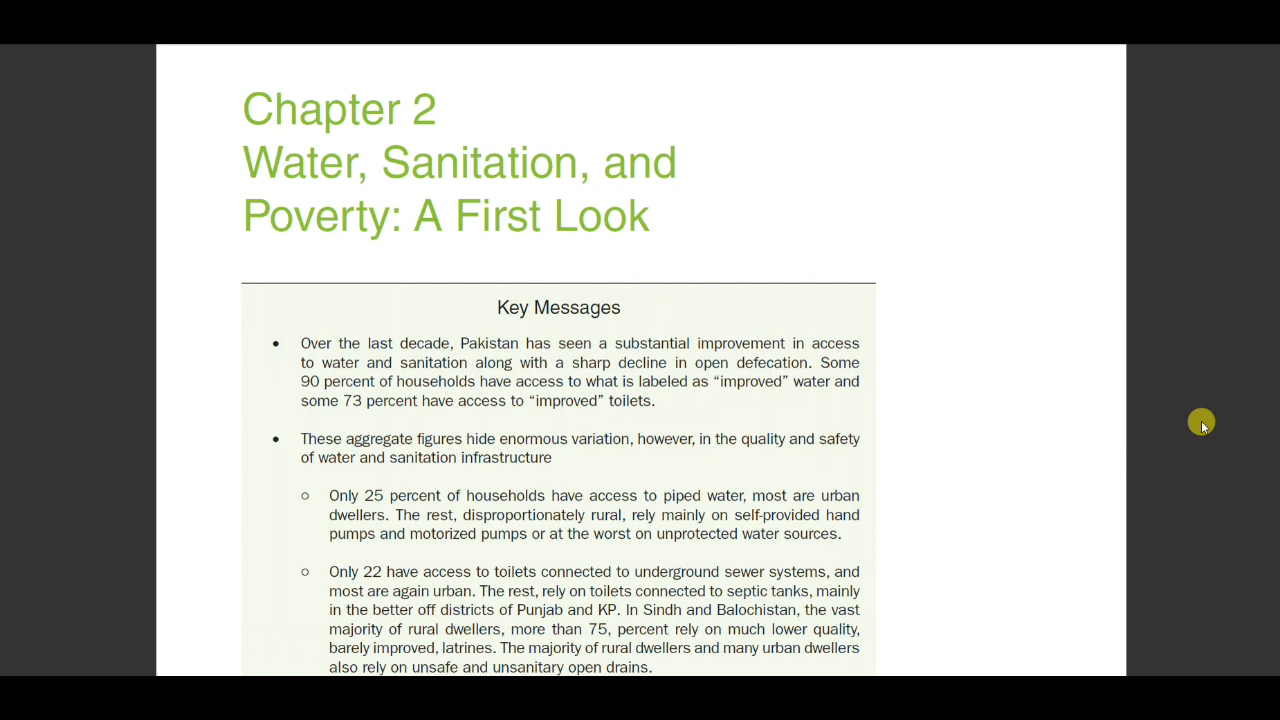 Chapter 2
Water, Sanitation, and
Poverty: A First Look
Key Messages
• Over the last decade, Pakistan has seen a substantial improvement in access
to water and sanitation along with a sharp decline in open defecation. Some
90 percent of households have access to what is labeled as “improved” water and
some 73 percent have access to “improved” toilets.
• These aggregate figures hide enormous variation, however, in the quality and safety
of water and sanitation infrastructure
○ Only 25 percent of households have access to piped water, most are urban
dwellers. The rest, disproportionately rural, rely mainly on self-provided hand
pumps and motorized pumps or at the worst on unprotected water sources.
○ Only 22 have access to toilets connected to underground sewer systems, and
most are again urban. The rest, rely on toilets connected to septic tanks, mainly
in the better off districts of Punjab and KP. In Sindh and Balochistan, the vast
majority of rural dwellers, more than 75, percent rely on much lower quality,
barely improved, latrines. The majority of rural dwellers and many urban dwellers
also rely on unsafe and unsanitary open drains.